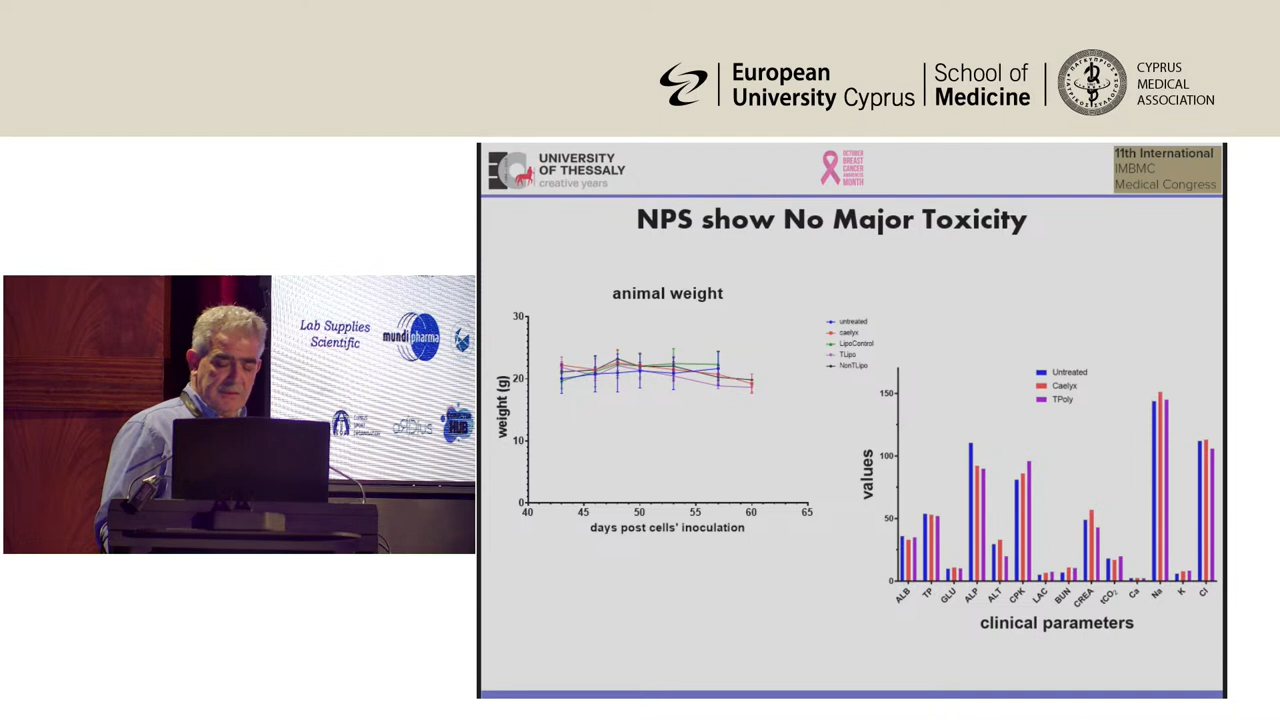 European
University Cyprus
School of
Medicine
CYPRUS
MEDICAL
ASSOCIATION
UNIVERSITY
OF THESSALY
creative years
OCTOBER
BREAST
CANCER
AWARENESS
MONTH
11th International
IMBMC
Medical Congress
NPS show No Major Toxicity
Lab Supplies
Scientific
mundipharma
HUB
animal weight
weight (g)
30
20
10
0
40
45
50
55
60
65
days post cells' inoculation
untreated
caelyx
LipoControl
TLipo
NonTLipo
Untreated
Caelyx
TPoly
values
150
100
50
0
ALB
TP
GLU
ALP
ALT
CPK
LAC
BUN
CREA
tCO₂
Ca
Na
K
Cl
clinical parameters